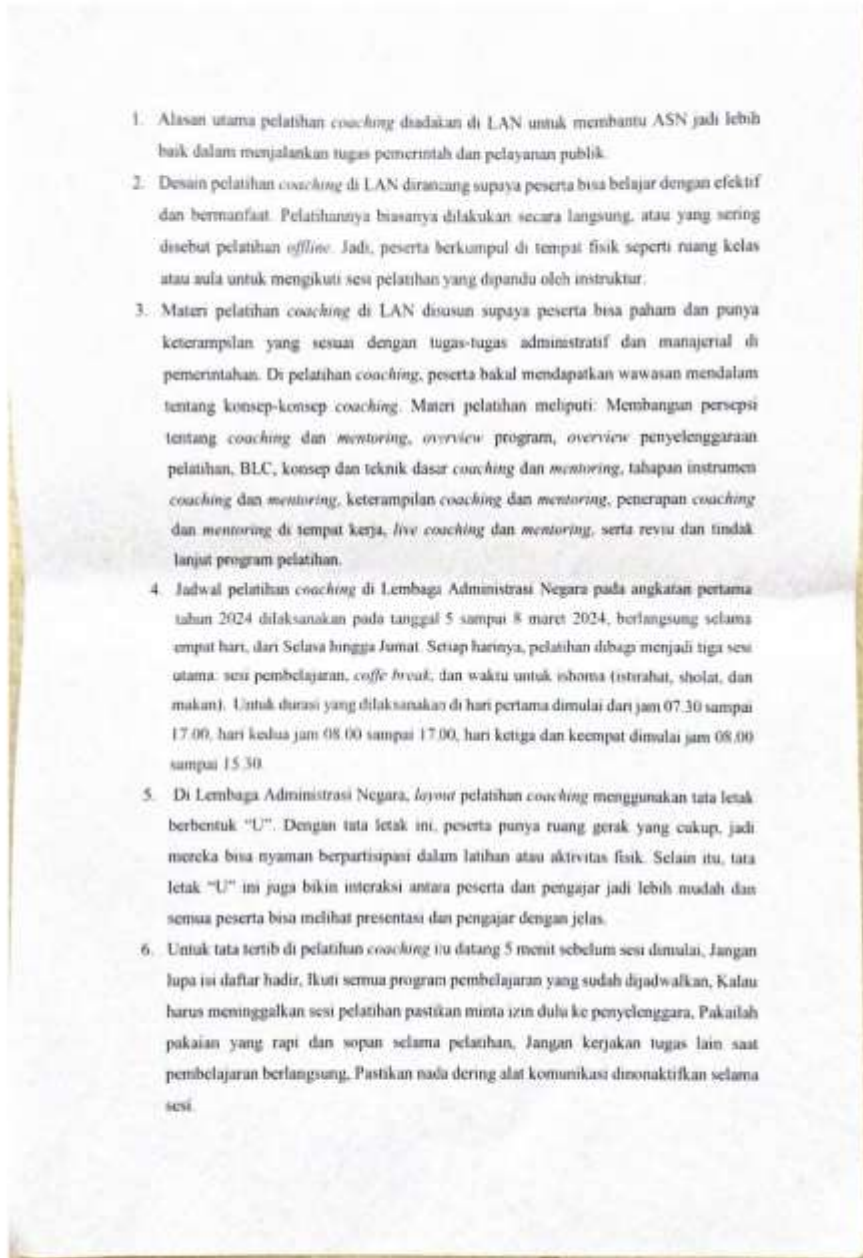 1. Alasan utama pelatihan coaching diadakan di LAN untuk membantu ASN jadi lebih
baik dalam menjalankan tugas pemerintah dan pelayanan publik.
2. Desain pelatihan coaching di LAN dirancang supaya peserta bisa belajar dengan efektif
dan bermanfaat. Pelatihannya biasanya dilakukan secara langsung, atau yang sering
disebut pelatihan offline. Jadi, peserta berkumpul di tempat fisik seperti ruang kelas
atau aula untuk mengikuti sesi pelatihan yang dipandu oleh instruktur.
3. Materi pelatihan coaching di LAN disusun supaya peserta bisa paham dan punya
keterampilan yang sesuai dengan tugas-tugas administratif dan manajerial di
pemerintahan. Di pelatihan coaching, peserta bakal mendapatkan wawasan mendalam
tentang konsep-konsep coaching. Materi pelatihan meliputi: Membangun persepsi
tentang coaching dan mentoring, overview program, overview penyelenggaraan
pelatihan, BLC, konsep dan teknik dasar coaching dan mentoring, tahapan instrumen
coaching dan mentoring, keterampilan coaching dan mentoring, penerapan coaching
dan mentoring di tempat kerja, live coaching dan mentoring, serta reviu dan tindak
lanjut program pelatihan.
4. Jadwal pelatihan coaching di Lembaga Administrasi Negara pada angkatan pertama
tahun 2024 dilaksanakan pada tanggal 5 sampai 8 maret 2024, berlangsung selama
empat hari, dari Selasa hingga Jumat. Setiap harinya, pelatihan dibagi menjadi tiga sesi
utama: sesi pembelajaran, coffe break, dan waktu untuk ishoma (istirahat, sholat, dan
makan). Untuk durasi yang dilaksanakan di hari pertama dimulai dari jam 07.30 sampai
17.00, hari kedua jam 08.00 sampai 17.00, hari ketiga dan keempat dimulai jam 08.00
sampai 15.30.
5. Di Lembaga Administrasi Negara, layout pelatihan coaching menggunakan tata letak
berbentuk “U”. Dengan tata letak ini, peserta punya ruang gerak yang cukup, jadi
mereka bisa nyaman berpartisipasi dalam latihan atau aktivitas fisik. Selain itu, tata
letak “U” ini juga bikin interaksi antara peserta dan pengajar jadi lebih mudah dan
semua peserta bisa melihat presentasi dan pengajar dengan jelas.
6. Untuk tata tertib di pelatihan coaching itu datang 5 menit sebelum sesi dimulai, Jangan
lupa isi daftar hadir, Ikuti semua program pembelajaran yang sudah dijadwalkan, Kalau
harus meninggalkan sesi pelatihan pastikan minta izin dulu ke penyelenggara, Pakailah
pakaian yang rapi dan sopan selama pelatihan, Jangan kerjakan tugas lain saat
pembelajaran berlangsung, Pastikan nada dering alat komunikasi dinonaktifkan selama
sesi.